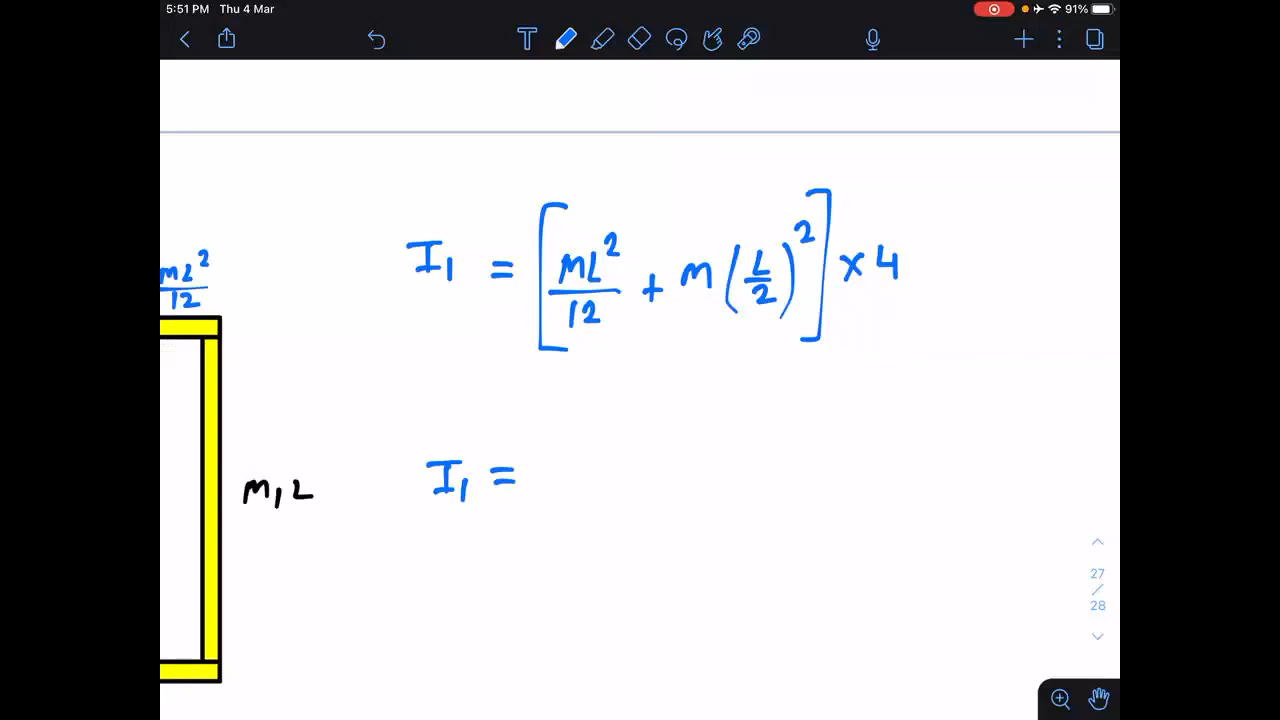 5:51 PM Thu 4 Mar
91%
T
I₁ = [mL²/12 + m(L/2)²] × 4
mL²/12
I₁ =
m, L
27
/
28